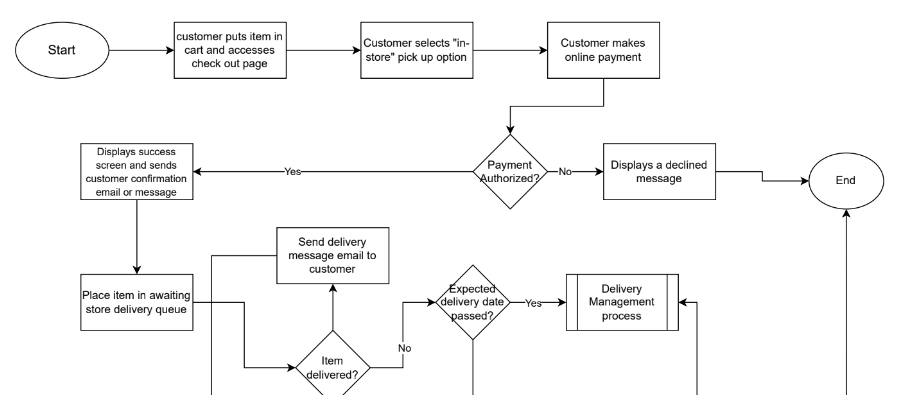 Start
customer puts item in
cart and accesses
check out page
Customer selects "in-
store" pick up option
Customer makes
online payment
Displays success
screen and sends
customer confirmation
email or message
Yes
Payment
Authorized?
No
Displays a declined
message
End
Send delivery
message email to
customer
Place item in awaiting
store delivery queue
Expected
delivery date
passed?
Yes
Delivery
Management
process
No
Item
delivered?